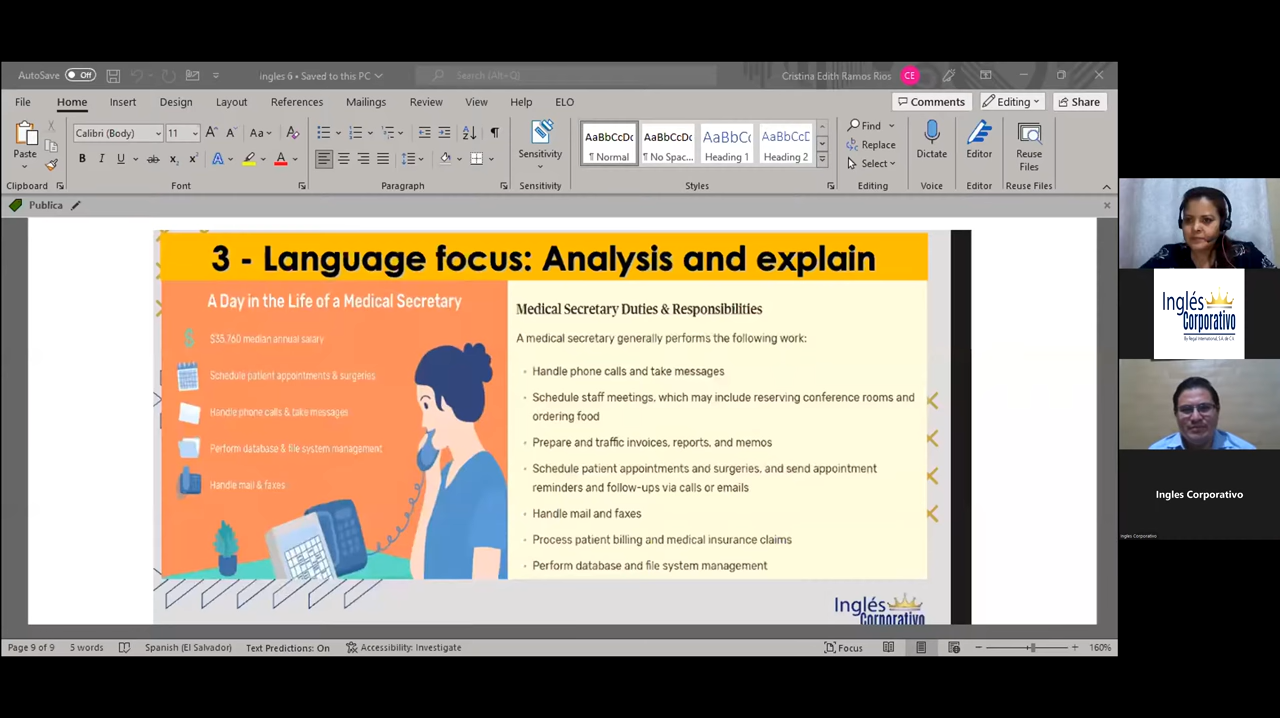 AutoSave Off
ingles 6 • Saved to this PC
Search (Alt+Q)
Cristina Edith Ramos Rios
CE
File Home Insert Design Layout References Mailings Review View Help ELO
Comments Editing Share
Paste
Calibri (Body) 11
AaBbCcDc AaBbCcDc AaBbCc AaBbCcD
¶ Normal ¶ No Spac... Heading 1 Heading 2
Find
Replace
Select
Sensitivity
Dictate
Editor
Reuse
Files
Clipboard Font Paragraph Sensitivity Styles Editing Voice Editor Reuse Files
Publica
3 - Language focus: Analysis and explain
A Day in the Life of a Medical Secretary
$35,760 median annual salary
Schedule patient appointments & surgeries
Handle phone calls & take messages
Perform database & file system management
Handle mail & faxes
Medical Secretary Duties & Responsibilities
A medical secretary generally performs the following work:
Handle phone calls and take messages
Schedule staff meetings, which may include reserving conference rooms and
ordering food
Prepare and traffic invoices, reports, and memos
Schedule patient appointments and surgeries, and send appointment
reminders and follow-ups via calls or emails
Handle mail and faxes
Process patient billing and medical insurance claims
Perform database and file system management
Inglés
Corporativo
Page 9 of 9 5 words Spanish (El Salvador) Text Predictions: On Accessibility: Investigate Focus 160%
Inglés
Corporativo
By Regal International, S.A. de C.V.
Ingles Corporativo
Ingles Corporativo